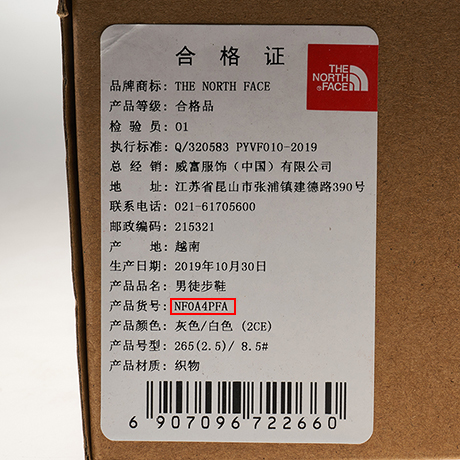 合格证
THE
NORTH
FACE
品牌商标: THE NORTH FACE
产品等级: 合格品
检 验 员: 01
执行标准: Q/320583 PYVF010-2019
总 经 销: 威富服饰(中国)有限公司
地 址: 江苏省昆山市张浦镇建德路390号
联系电话: 021-61705600
邮政编码: 215321
产 地: 越南
生产日期: 2019年10月30日
产品品名: 男徒步鞋
产品货号: NF0A4PFA
产品颜色: 灰色/白色 (2CE)
产品号型: 265(2.5)/ 8.5#
产品材质: 织物
6 907096 722660